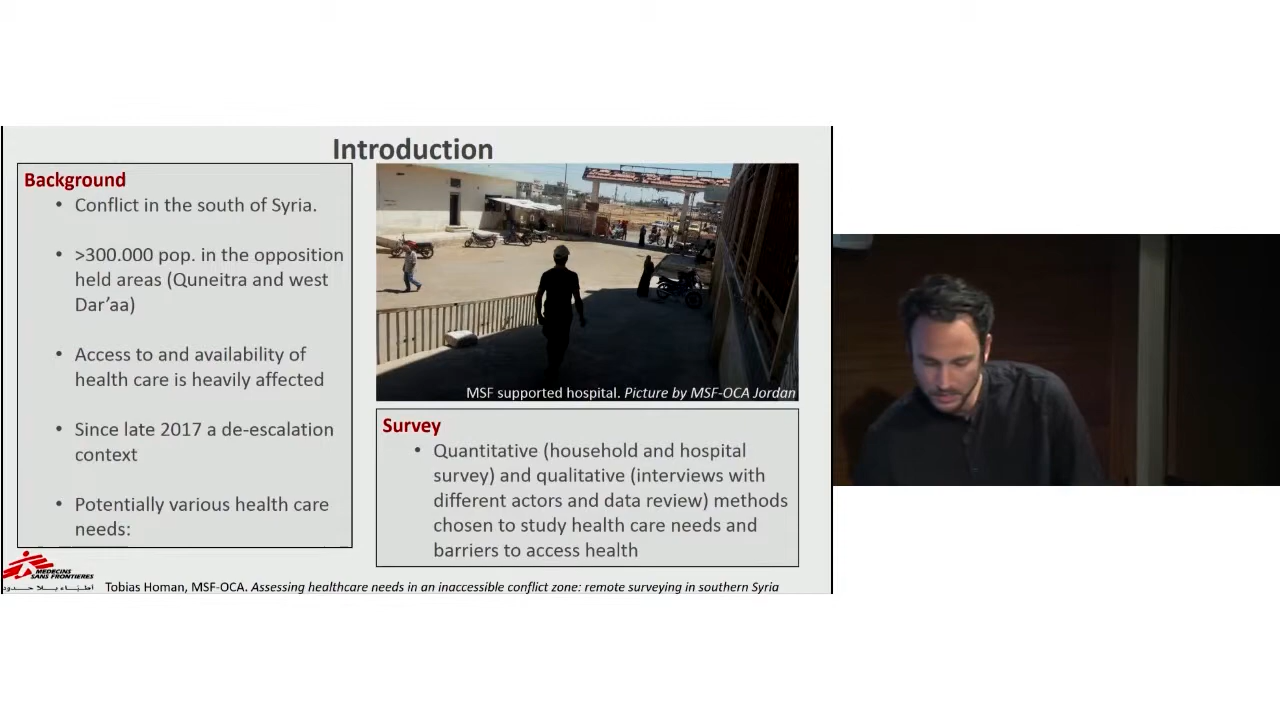 Introduction
Background
• Conflict in the south of Syria.
• >300.000 pop. in the opposition
held areas (Quneitra and west
Dar’aa)
• Access to and availability of
health care is heavily affected
• Since late 2017 a de-escalation
context
• Potentially various health care
needs:
MSF supported hospital. Picture by MSF-OCA Jordan
Survey
• Quantitative (household and hospital
survey) and qualitative (interviews with
different actors and data review) methods
chosen to study health care needs and
barriers to access health
MEDECINS
SANS FRONTIERES
أطباء بلا حدود
Tobias Homan, MSF-OCA. Assessing healthcare needs in an inaccessible conflict zone: remote surveying in southern Syria